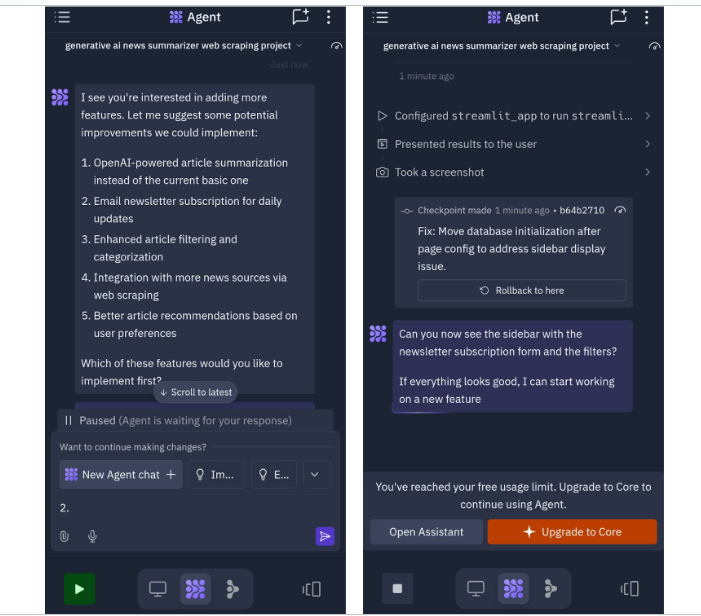 Agent
generative ai news summarizer web scraping project
Just now
I see you're interested in adding more
features. Let me suggest some potential
improvements we could implement:
1. OpenAI-powered article summarization
instead of the current basic one
2. Email newsletter subscription for daily
updates
3. Enhanced article filtering and
categorization
4. Integration with more news sources via
web scraping
5. Better article recommendations based on
user preferences
Which of these features would you like to
implement first?
Scroll to latest
Paused (Agent is waiting for your response)
Want to continue making changes?
New Agent chat +
Im...
E...
2.
Agent
generative ai news summarizer web scraping project
1 minute ago
Configured streamlit_app to run streamli...
Presented results to the user
Took a screenshot
Checkpoint made 1 minute ago • b64b2710
Fix: Move database initialization after
page config to address sidebar display
issue.
Rollback to here
Can you now see the sidebar with the
newsletter subscription form and the filters?
If everything looks good, I can start working
on a new feature
You've reached your free usage limit. Upgrade to Core to
continue using Agent.
Open Assistant
Upgrade to Core